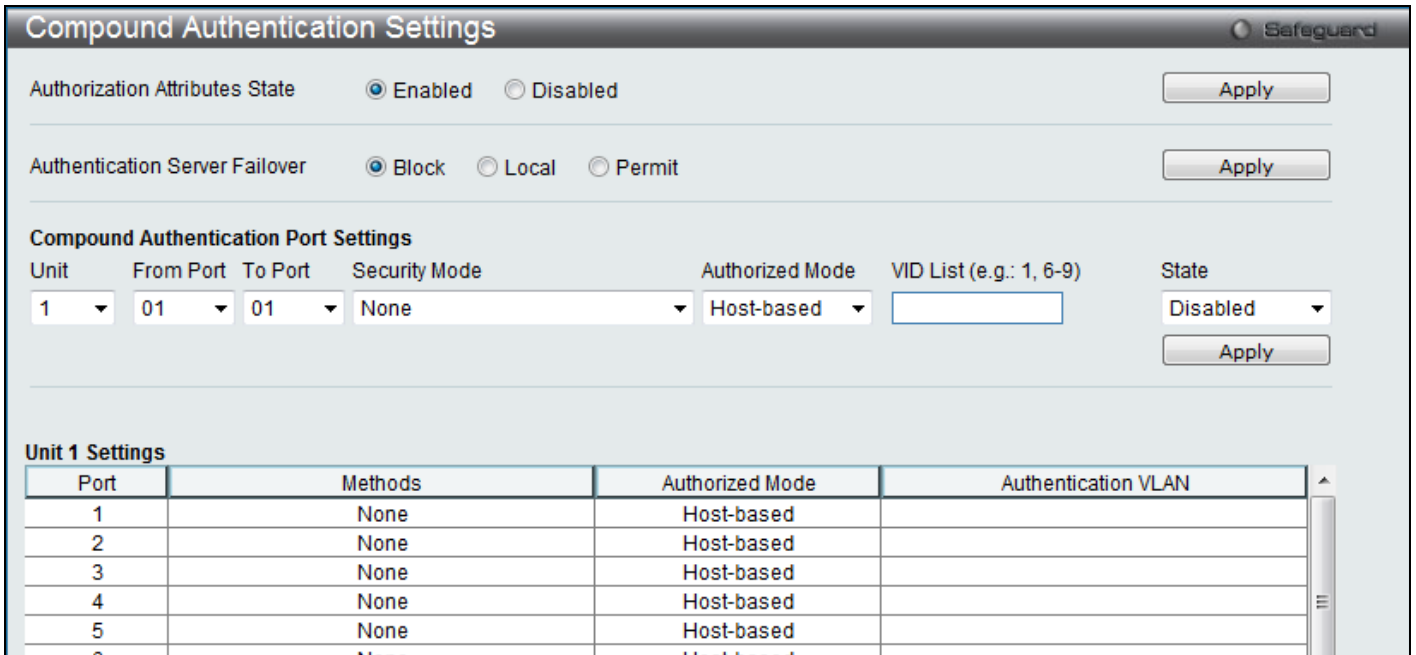 Compound Authentication Settings Safeguard
Authorization Attributes State Enabled Disabled Apply
Authentication Server Failover Block Local Permit Apply
Compound Authentication Port Settings
Unit From Port To Port Security Mode Authorized Mode VID List (e.g.: 1, 6-9) State
1 01 01 None Host-based Disabled
Apply
Unit 1 Settings
Port Methods Authorized Mode Authentication VLAN
1 None Host-based
2 None Host-based
3 None Host-based
4 None Host-based
5 None Host-based